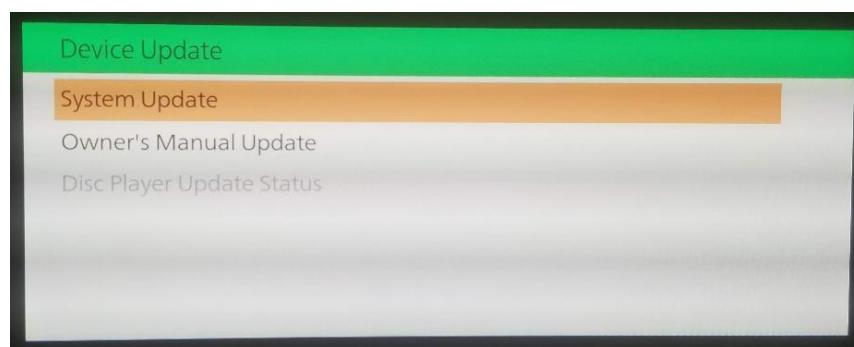 Device Update
System Update
Owner's Manual Update
Disc Player Update Status